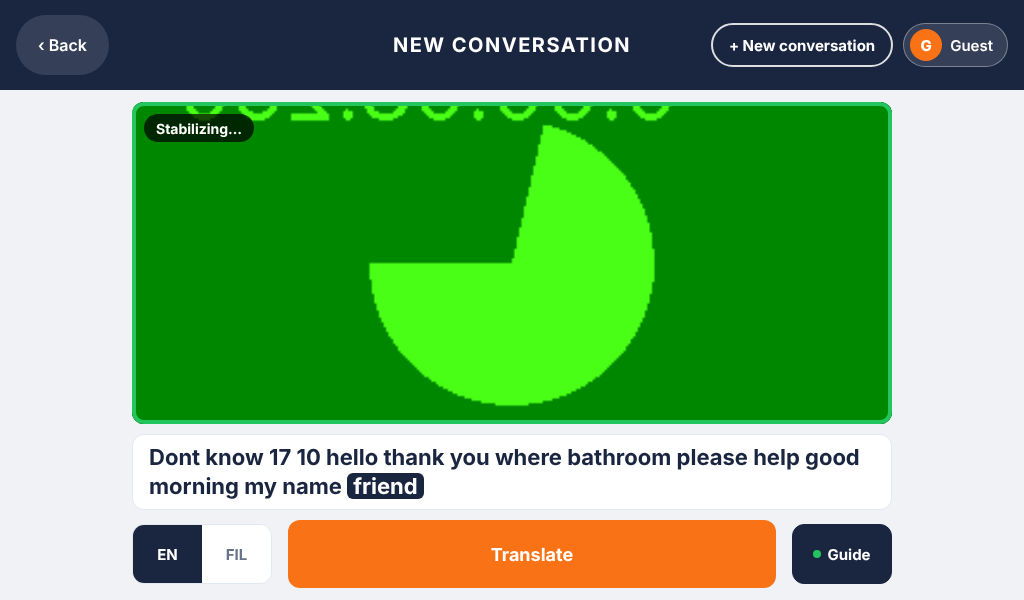 ‹ Back
NEW CONVERSATION
+ New conversation
G
Guest
Stabilizing...
Dont know 17 10 hello thank you where bathroom please help good
morning my name friend
EN
FIL
Translate
Guide